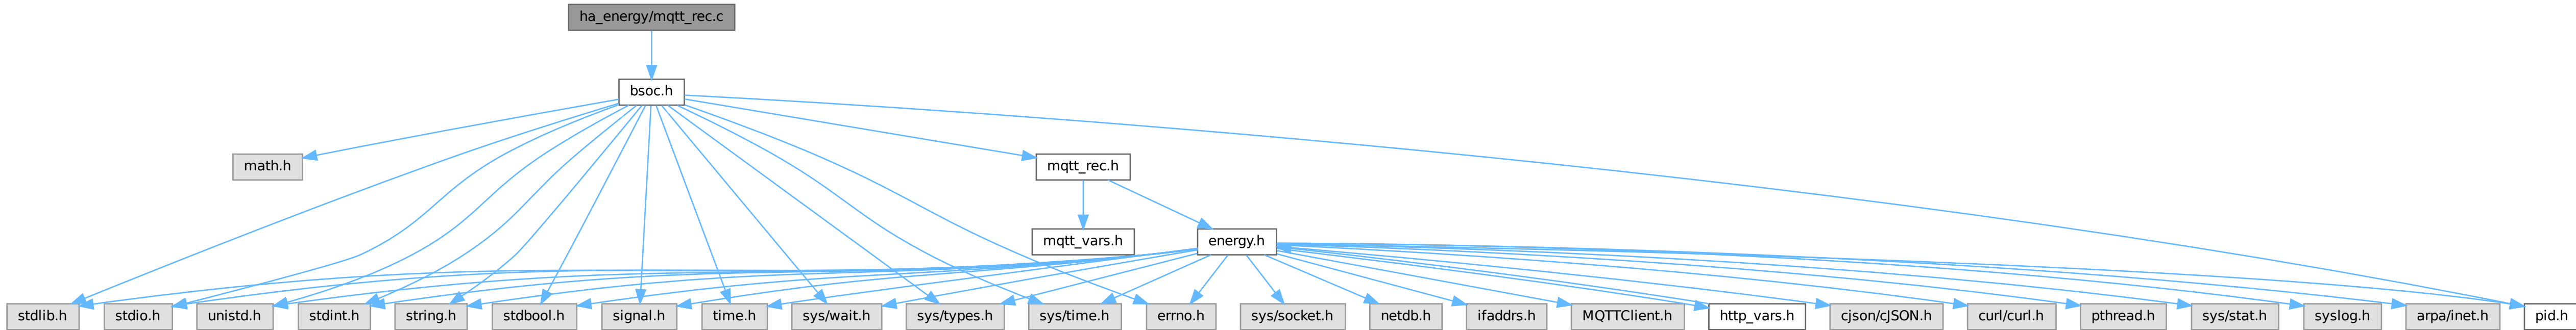 ha_energy/mqtt_rec.c
bsoc.h
math.h
mqtt_rec.h
mqtt_vars.h
energy.h
stdlib.h
stdio.h
unistd.h
stdint.h
string.h
stdbool.h
signal.h
time.h
sys/wait.h
sys/types.h
sys/time.h
errno.h
sys/socket.h
netdb.h
ifaddrs.h
MQTTClient.h
http_vars.h
cjson/cJSON.h
curl/curl.h
pthread.h
sys/stat.h
syslog.h
arpa/inet.h
pid.h